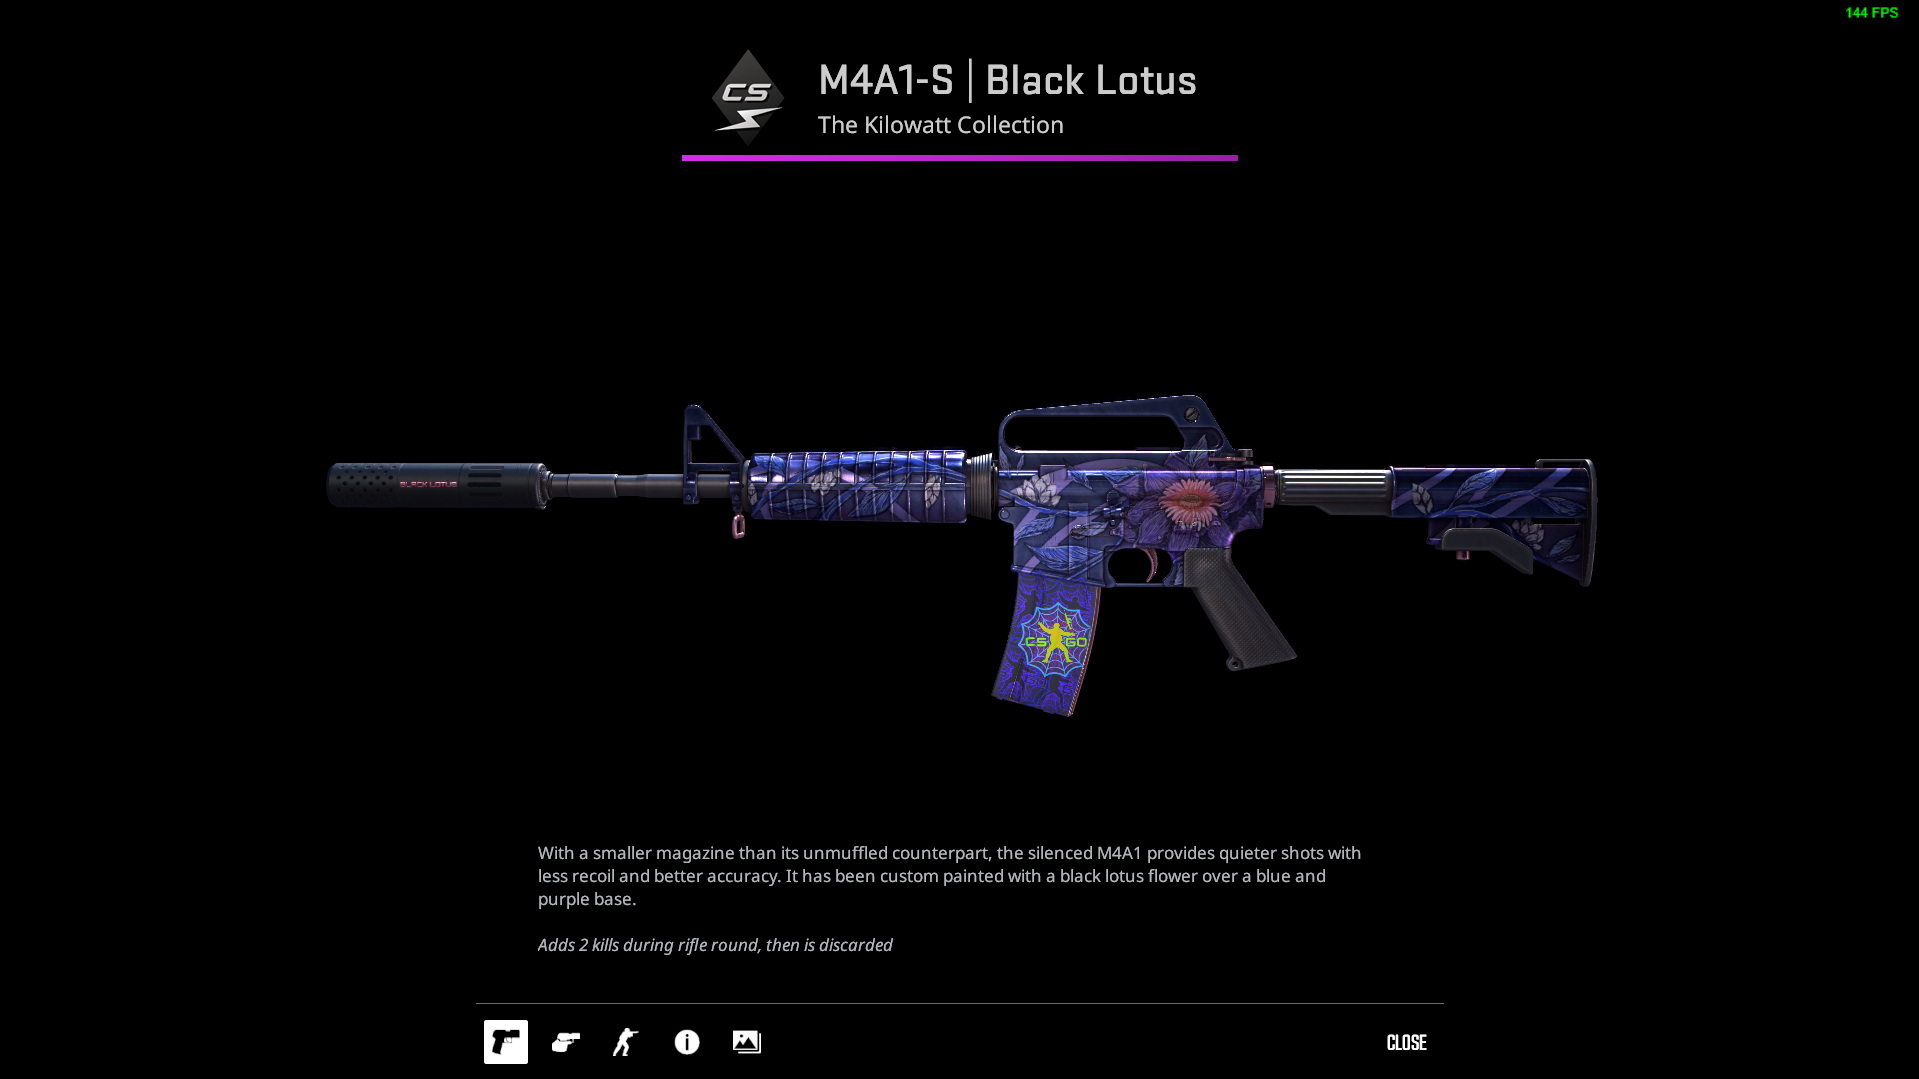 144 FPS
CS
M4A1-S | Black Lotus
The Kilowatt Collection
BLACK LOTUS
CS GO
With a smaller magazine than its unmuffled counterpart, the silenced M4A1 provides quieter shots with
less recoil and better accuracy. It has been custom painted with a black lotus flower over a blue and
purple base.
Adds 2 kills during rifle round, then is discarded
CLOSE